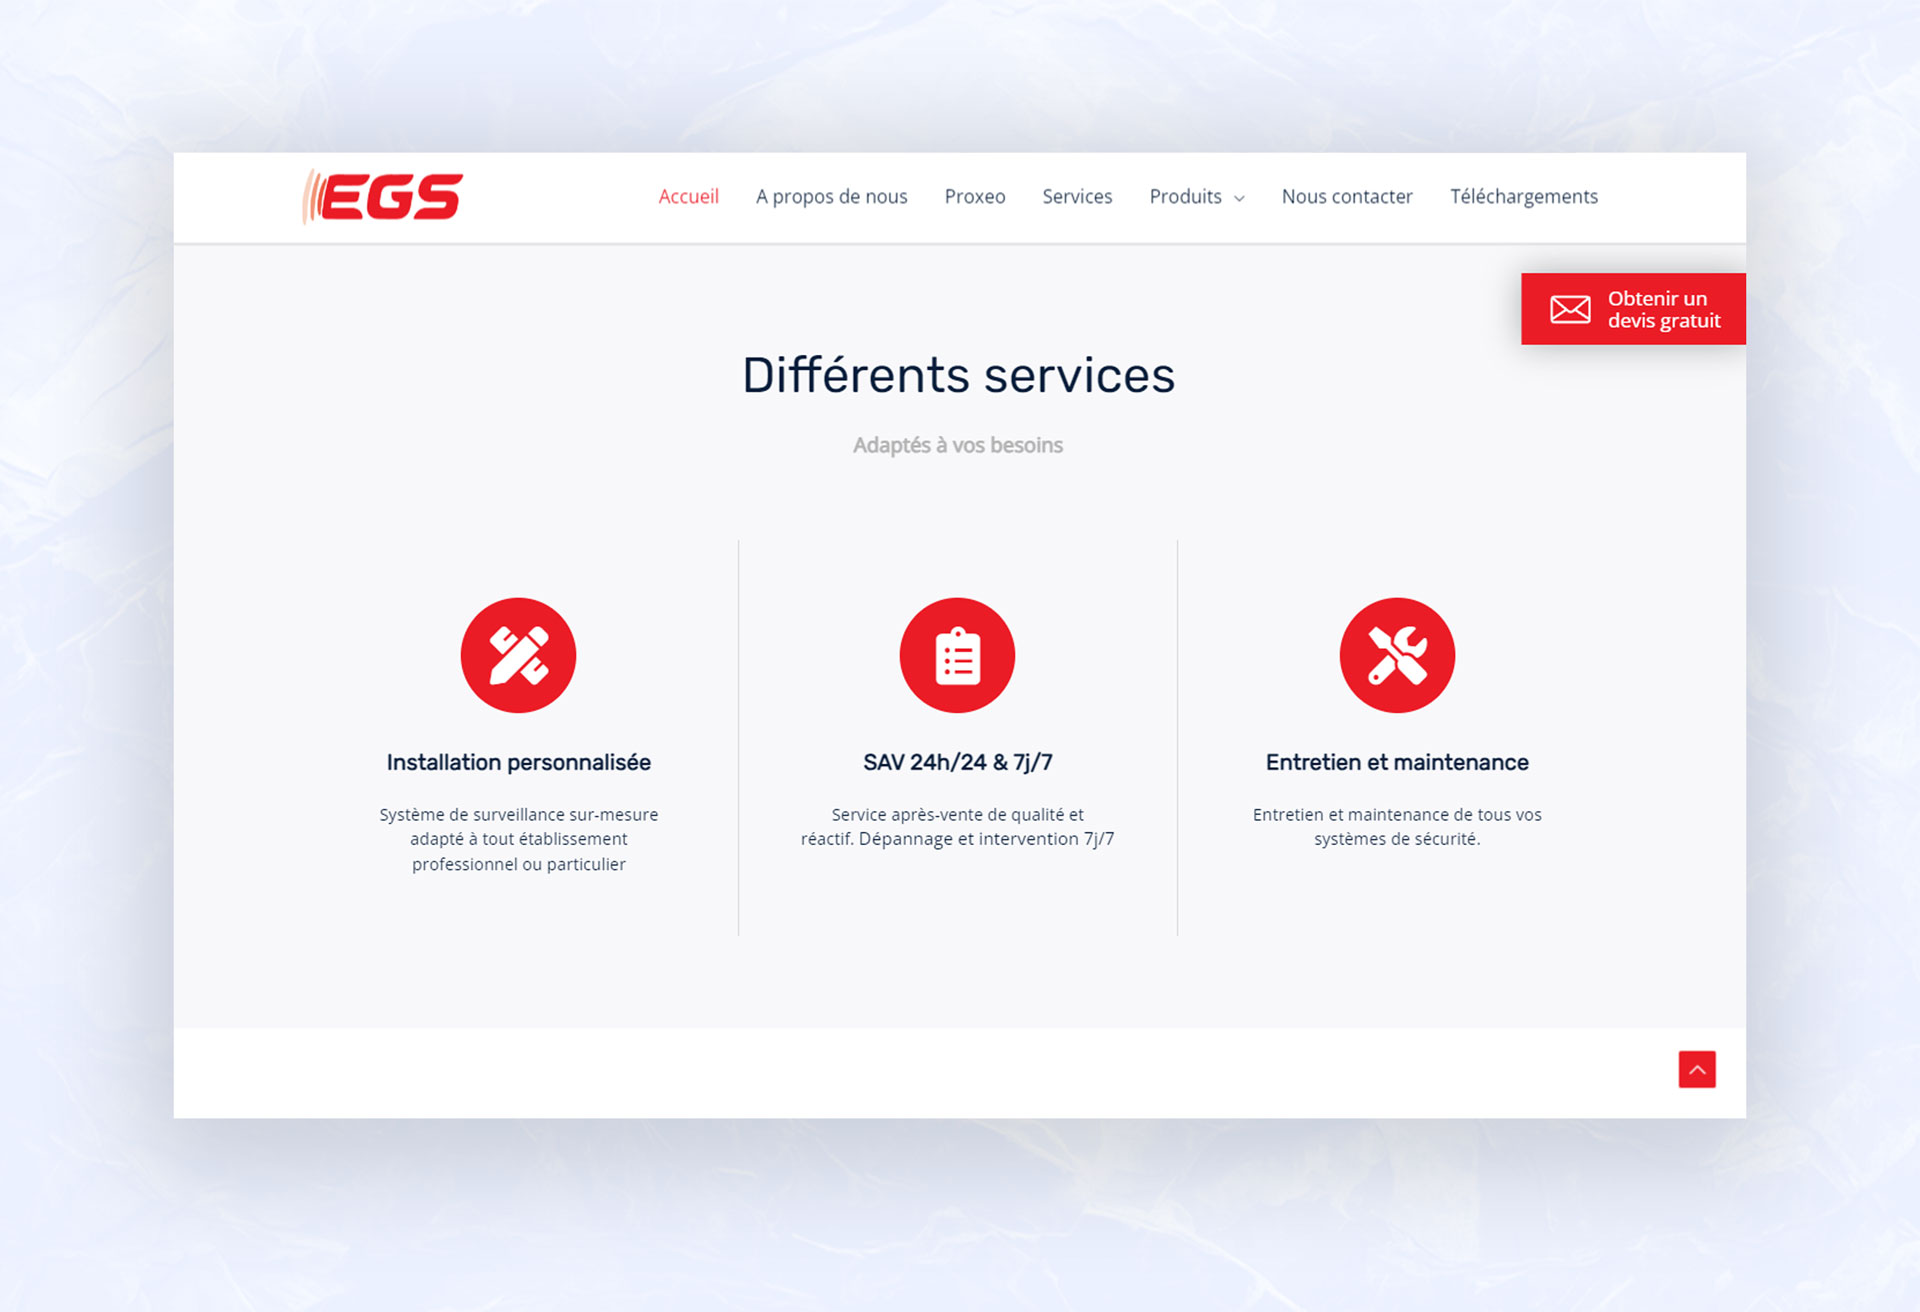 EGS
Accueil
A propos de nous
Proxeo
Services
Produits
Nous contacter
Téléchargements
Obtenir un
devis gratuit
Différents services
Adaptés à vos besoins
Installation personnalisée
Système de surveillance sur-mesure
adapté à tout établissement
professionnel ou particulier
SAV 24h/24 & 7j/7
Service après-vente de qualité et
réactif. Dépannage et intervention 7j/7
Entretien et maintenance
Entretien et maintenance de tous vos
systèmes de sécurité.